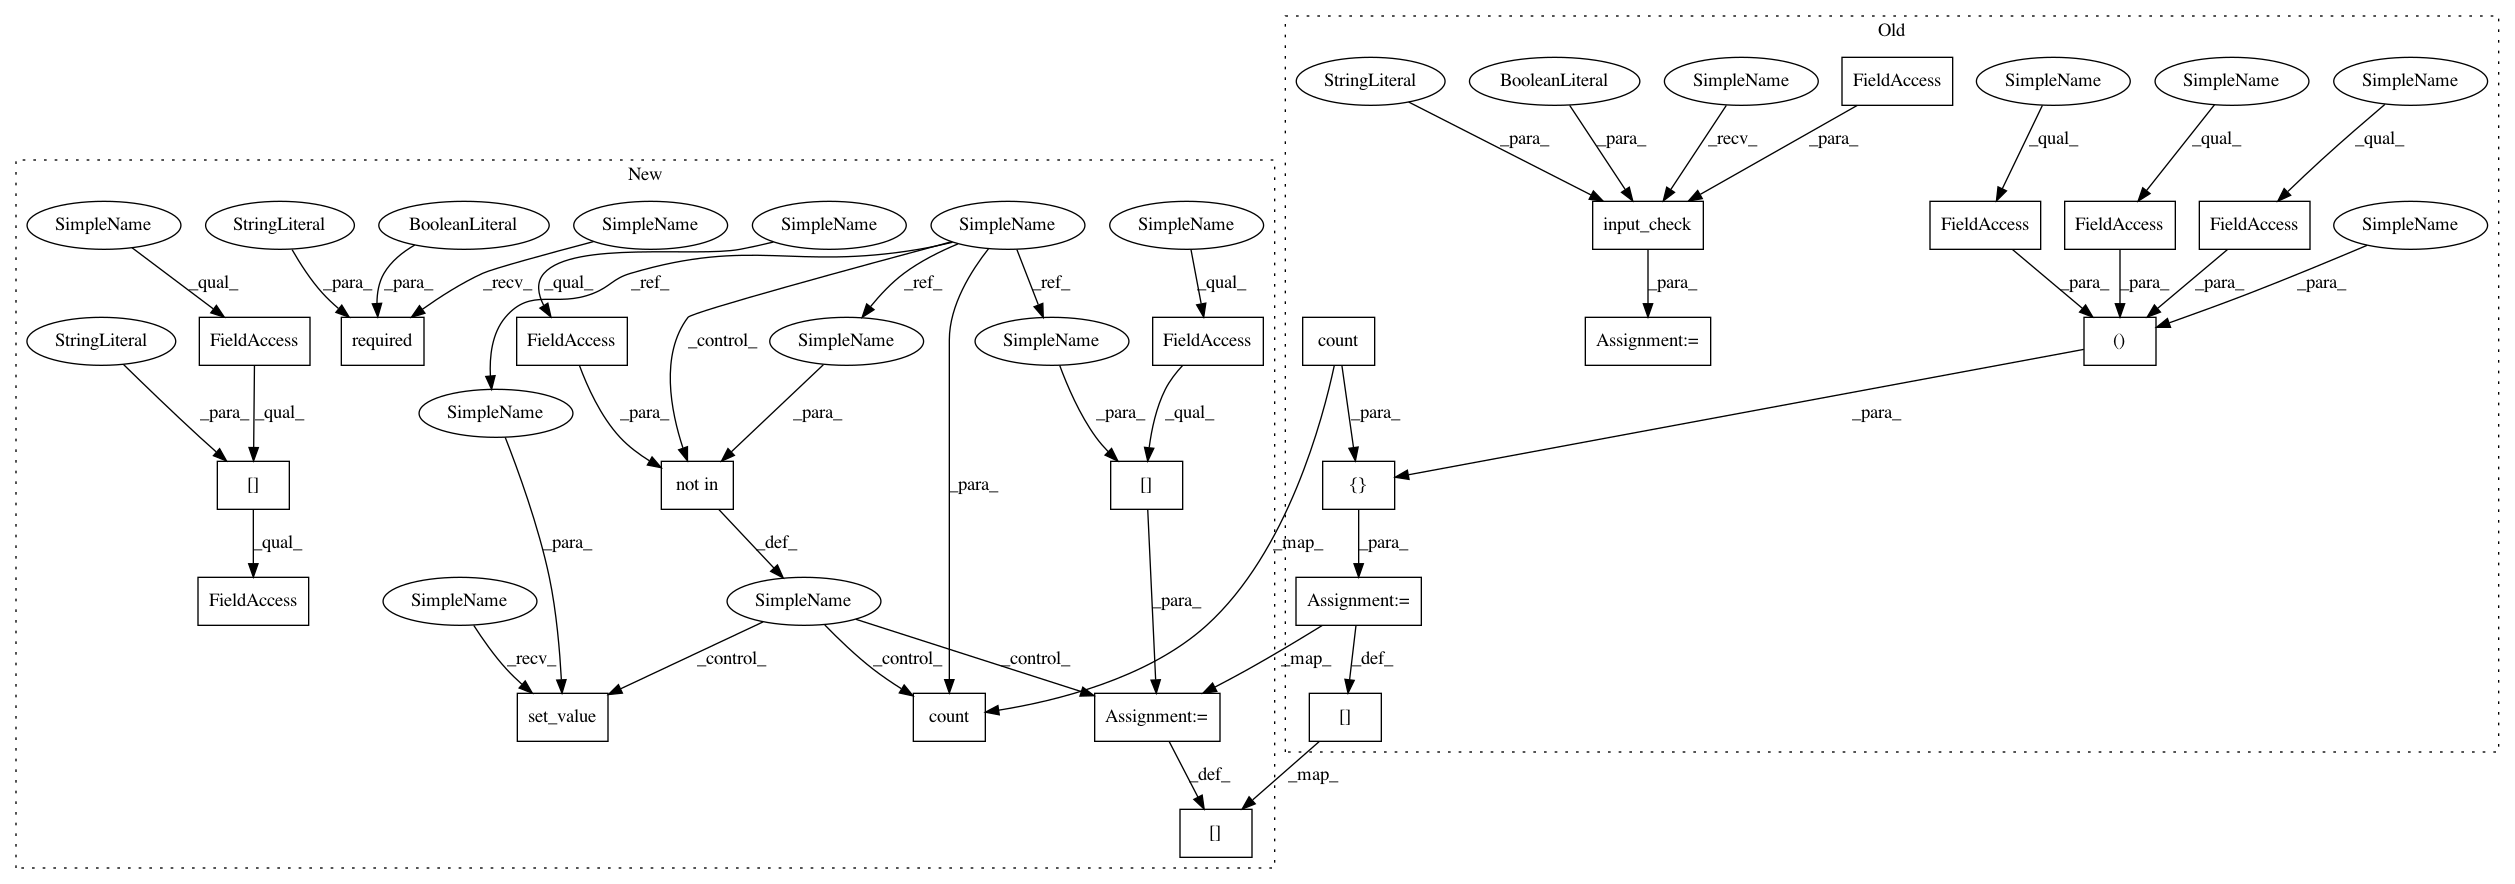 Old
StringLiteral
BooleanLiteral
SimpleName
FieldAccess
SimpleName
SimpleName
SimpleName
_para_
_para_
_recv_
_para_
_qual_
_qual_
_qual_
New
SimpleName
StringLiteral
BooleanLiteral
SimpleName
SimpleName
SimpleName
SimpleName
input_check
FieldAccess
FieldAccess
FieldAccess
SimpleName
_qual_
_para_
_para_
_recv_
_qual_
_ref_
_ref_
_ref_
_qual_
_para_
_para_
_para_
_para_
_para_
StringLiteral
FieldAccess
required
FieldAccess
_control_
SimpleName
SimpleName
FieldAccess
count
Assignment:=
()
_para_
_qual_
SimpleName
_para_
_para_
_para_
_qual_
_para_
_para_
[]
not in
_para_
[]
{}
_qual_
_para_
_def_
_map_
_para_
FieldAccess
SimpleName
SimpleName
_para_
Assignment:=
_recv_
_control_
_control_
_control_
_map_
_def_
set_value
count
Assignment:=
[]
_def_
_map_
[]